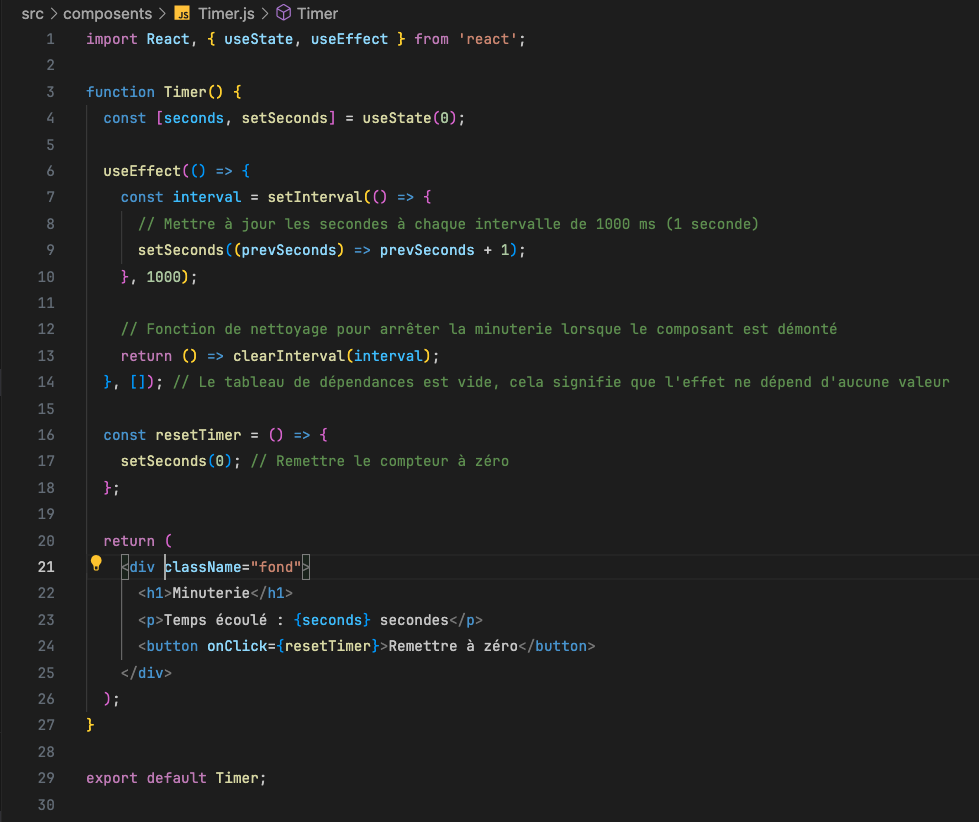 src > composents > JS Timer.js > Timer
1 import React, { useState, useEffect } from 'react';
2
3 function Timer() {
4   const [seconds, setSeconds] = useState(0);
5
6   useEffect(() => {
7     const interval = setInterval(() => {
8       // Mettre à jour les secondes à chaque intervalle de 1000 ms (1 seconde)
9       setSeconds((prevSeconds) => prevSeconds + 1);
10     }, 1000);
11
12     // Fonction de nettoyage pour arrêter la minuterie lorsque le composant est démonté
13     return () => clearInterval(interval);
14   }, []); // Le tableau de dépendances est vide, cela signifie que l'effet ne dépend d'aucune valeur
15
16   const resetTimer = () => {
17     setSeconds(0); // Remettre le compteur à zéro
18   };
19
20   return (
21     <div className="fond">
22       <h1>Minuterie</h1>
23       <p>Temps écoulé : {seconds} secondes</p>
24       <button onClick={resetTimer}>Remettre à zéro</button>
25     </div>
26   );
27 }
28
29 export default Timer;
30